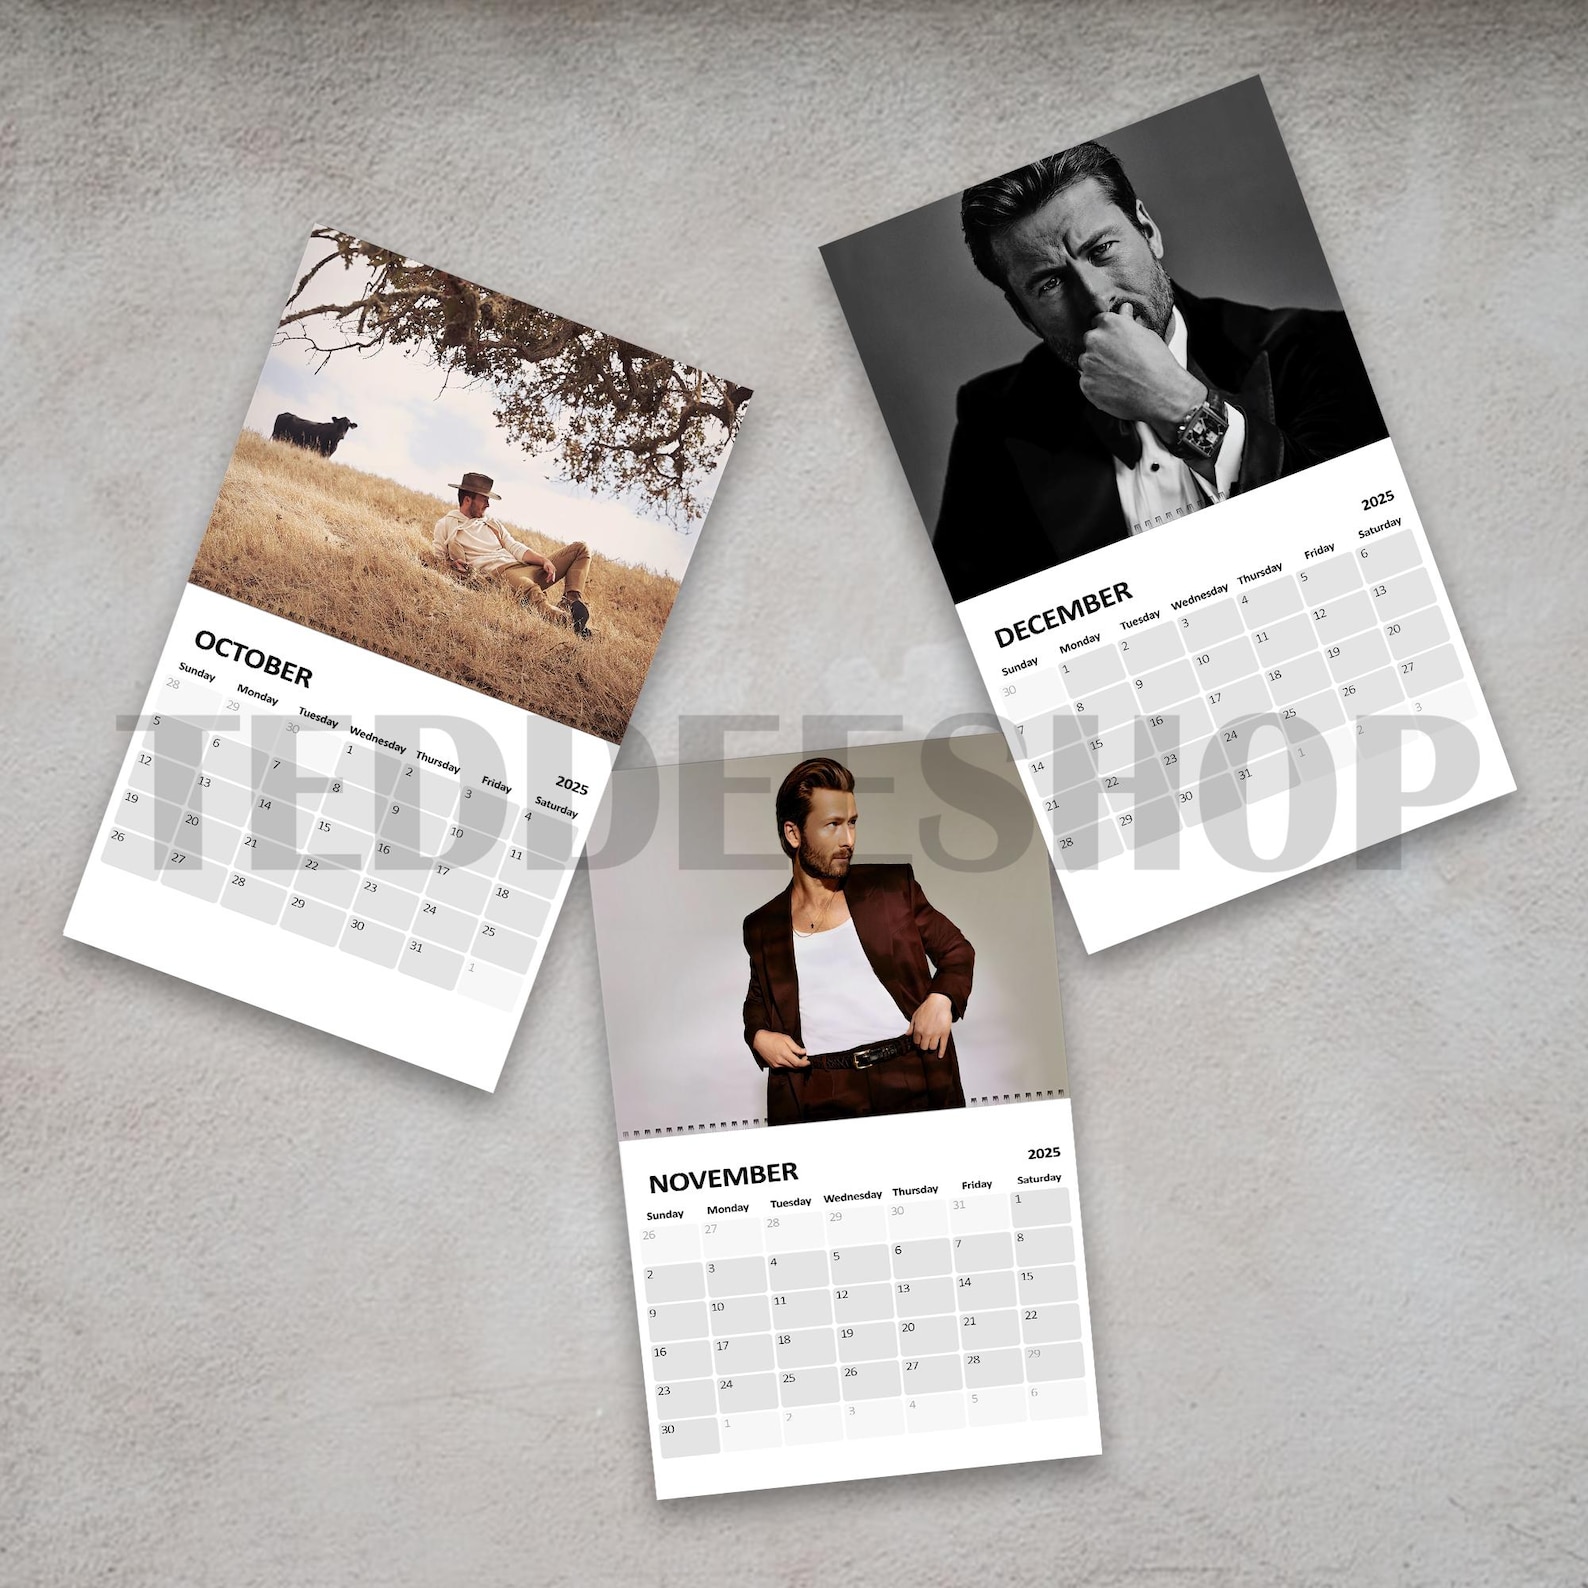 OCTOBER
2025
Sunday Monday Tuesday Wednesday Thursday Friday Saturday
28 29 30 1 2 3 4
5 6 7 8 9 10 11
12 13 14 15 16 17 18
19 20 21 22 23 24 25
26 27 28 29 30 31 1
DECEMBER
2025
Sunday Monday Tuesday Wednesday Thursday Friday Saturday
30 1 2 3 4 5 6
7 8 9 10 11 12 13
14 15 16 17 18 19 20
21 22 23 24 25 26 27
28 29 30 31 1 2 3
TEDDEESHOP
NOVEMBER
2025
Sunday Monday Tuesday Wednesday Thursday Friday Saturday
26 27 28 29 30 31 1
2 3 4 5 6 7 8
9 10 11 12 13 14 15
16 17 18 19 20 21 22
23 24 25 26 27 28 29
30 1 2 3 4 5 6